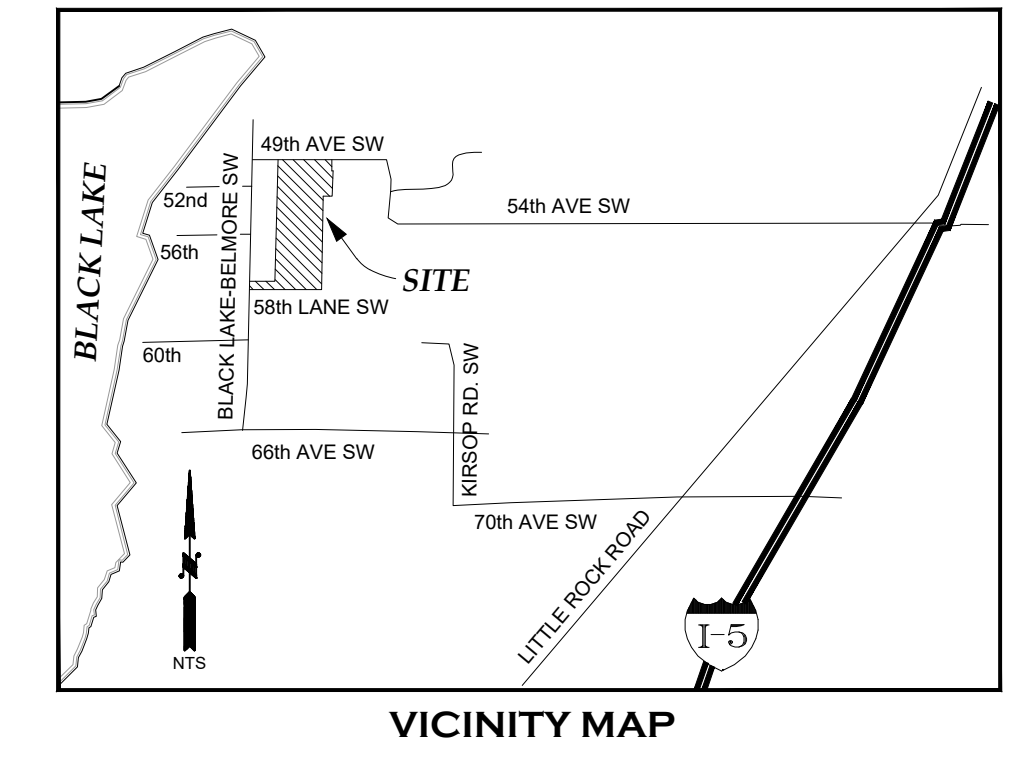 49th AVE SW
BLACK LAKE
BLACK LAKE-BELMORE SW
52nd
54th AVE SW
56th
SITE
58th LANE SW
60th
KIRSOP RD. SW
66th AVE SW
70th AVE SW
LITTLE ROCK ROAD
N
I-5
NTS
VICINITY MAP